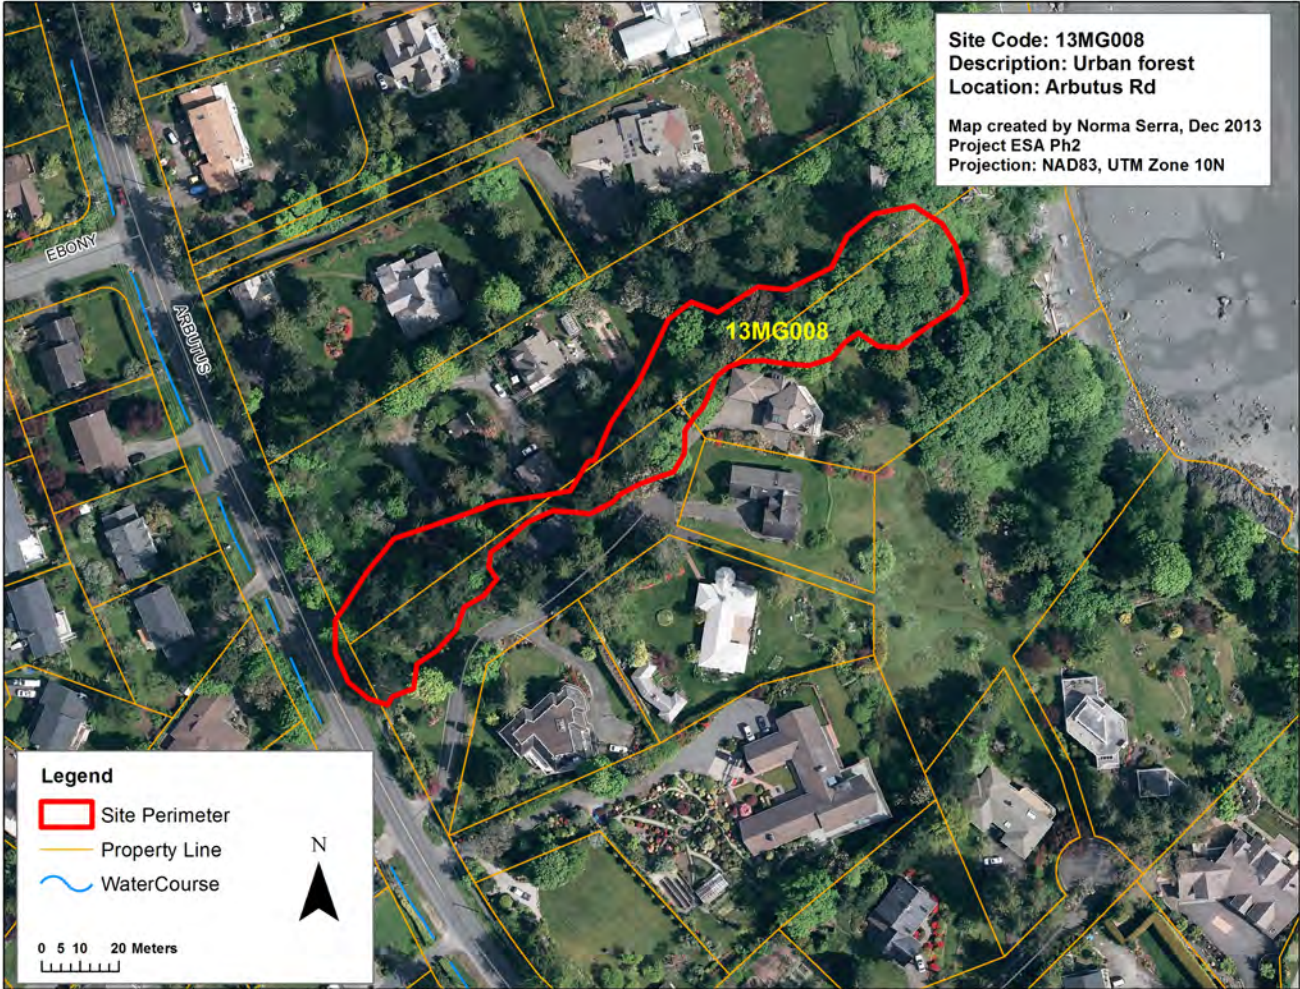 Site Code: 13MG008
Description: Urban forest
Location: Arbutus Rd
Map created by Norma Serra, Dec 2013
Project ESA Ph2
Projection: NAD83, UTM Zone 10N
EBONY
ARBUTUS
13MG008
Legend
Site Perimeter
Property Line
WaterCourse
N
0 5 10 20 Meters